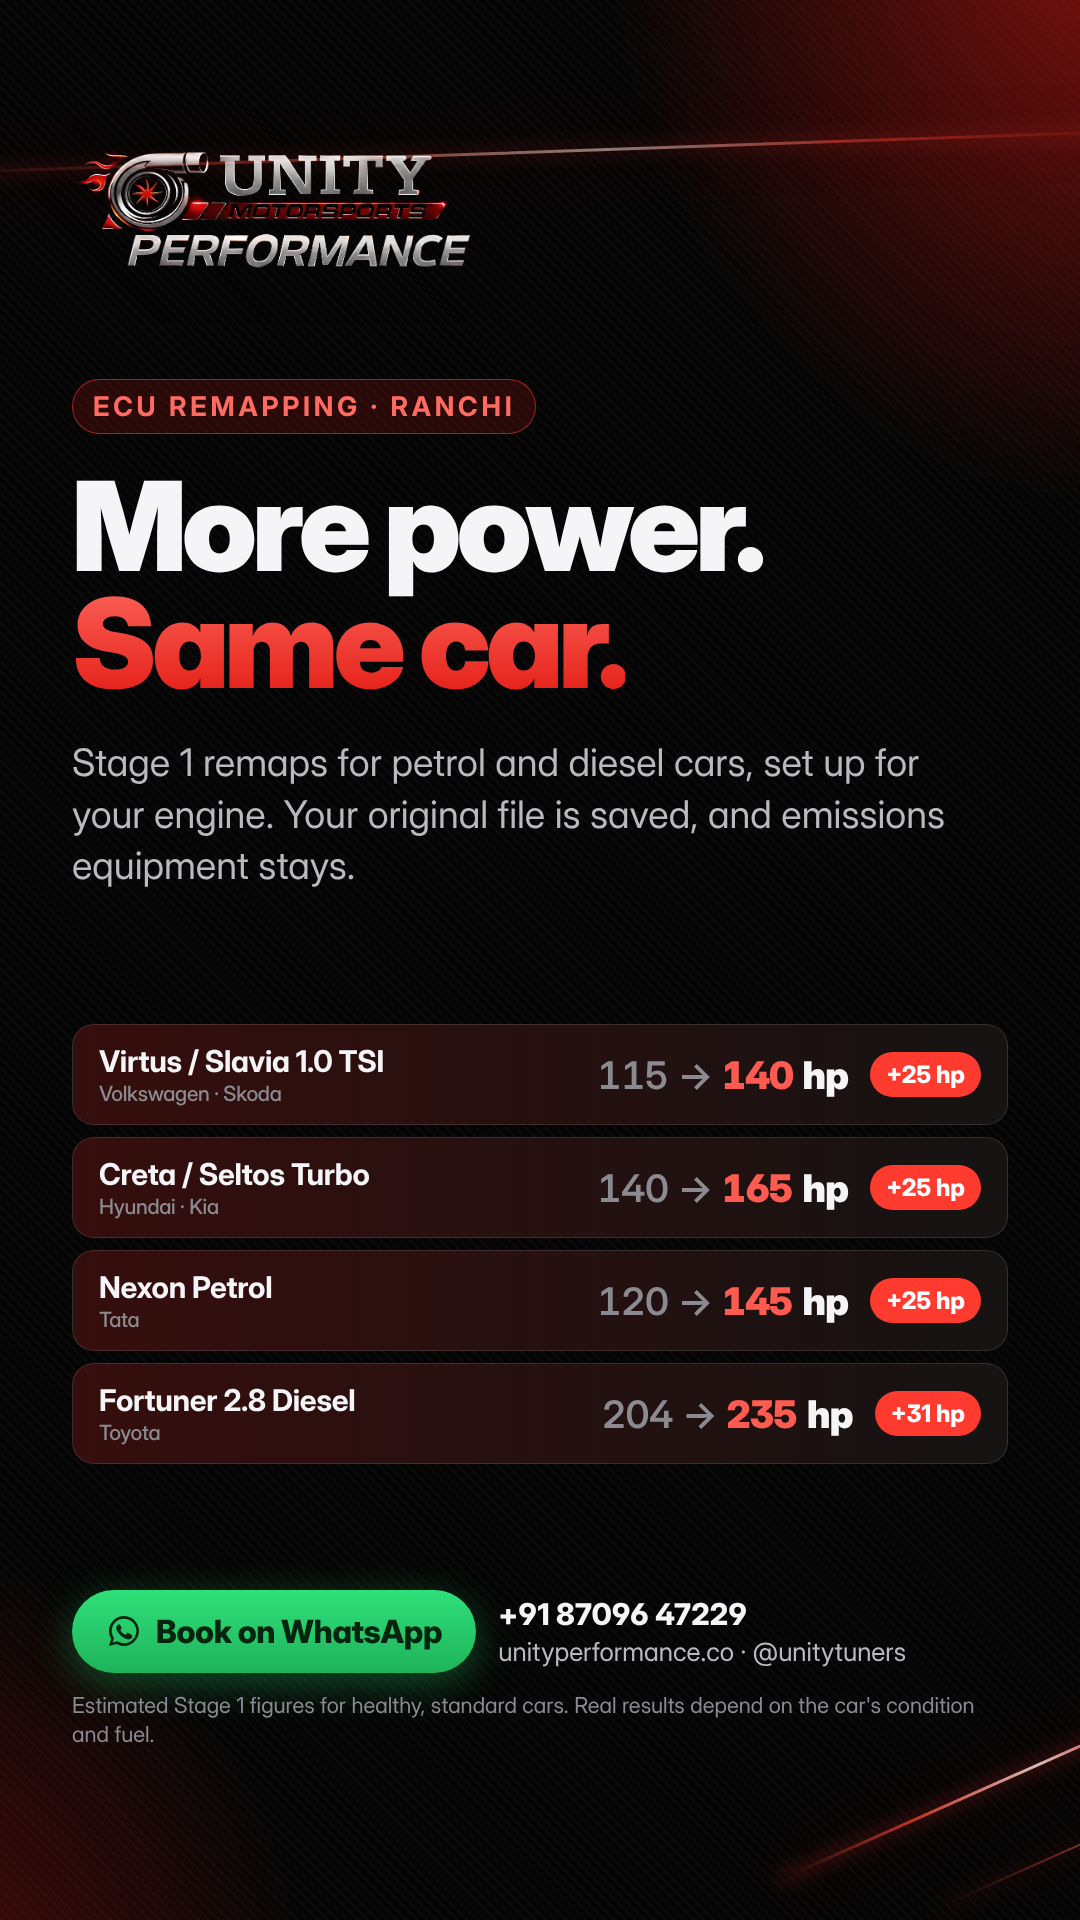 UNITY
MOTORSPORTS
PERFORMANCE
ECU REMAPPING · RANCHI
More power.
Same car.
Stage 1 remaps for petrol and diesel cars, set up for
your engine. Your original file is saved, and emissions
equipment stays.
Virtus / Slavia 1.0 TSI
Volkswagen · Skoda
115 → 140 hp +25 hp
Creta / Seltos Turbo
Hyundai · Kia
140 → 165 hp +25 hp
Nexon Petrol
Tata
120 → 145 hp +25 hp
Fortuner 2.8 Diesel
Toyota
204 → 235 hp +31 hp
Book on WhatsApp
+91 87096 47229
unityperformance.co · @unitytuners
Estimated Stage 1 figures for healthy, standard cars. Real results depend on the car's condition
and fuel.